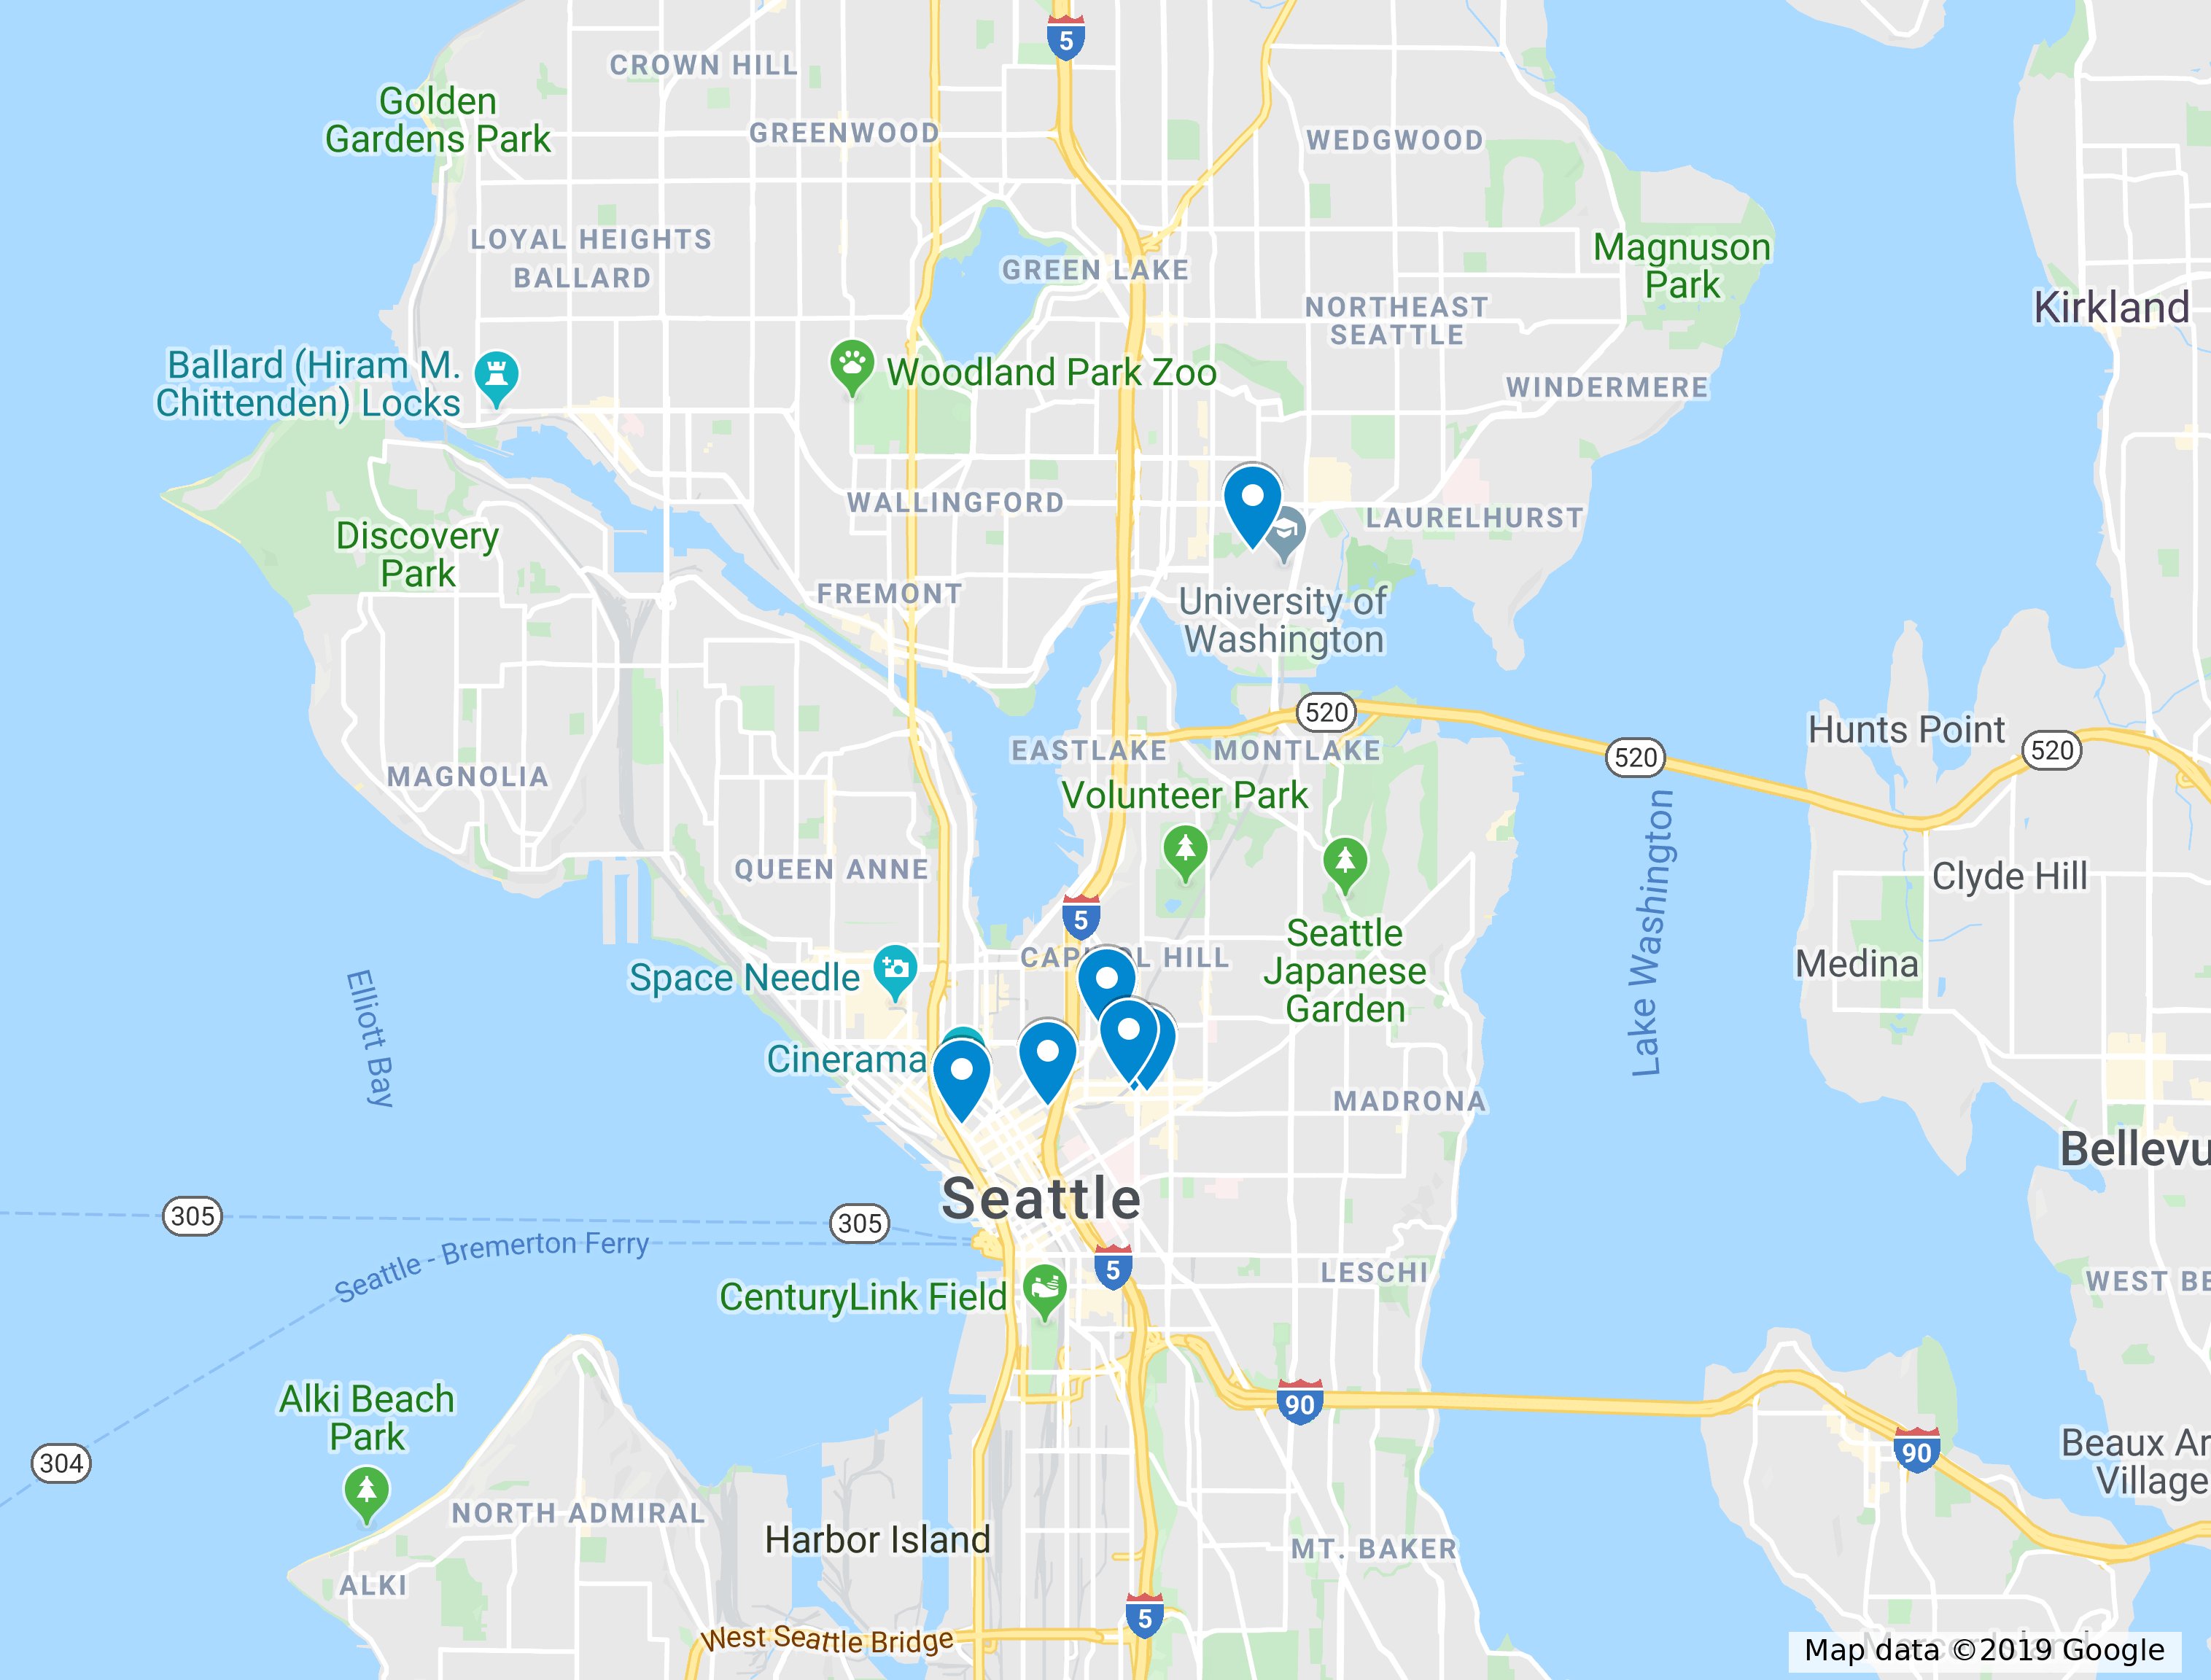 5
CROWN HILL
Golden
Gardens Park
GREENWOOD
WEDGWOOD
LOYAL HEIGHTS
BALLARD
GREEN LAKE
Magnuson
Park
NORTHEAST
SEATTLE
Kirkland
Ballard (Hiram M.
Chittenden) Locks
Woodland Park Zoo
WINDERMERE
WALLINGFORD
LAURELHURST
Discovery
Park
FREMONT
University of
Washington
520
Hunts Point
520
520
EASTLAKE
MONTLAKE
MAGNOLIA
Volunteer Park
QUEEN ANNE
Clyde Hill
Lake Washington
5
Seattle
Japanese
Garden
CAP L HILL
Medina
Space Needle
Elliott Bay
Cinerama
MADRONA
Bellevu
Seattle
305
305
Seattle - Bremerton Ferry
5
LESCHI
WEST BE
CenturyLink Field
Alki Beach
Park
90
90
Beaux Ar
Village
304
NORTH ADMIRAL
Harbor Island
MT. BAKER
ALKI
5
West Seattle Bridge
Map data ©2019 Google